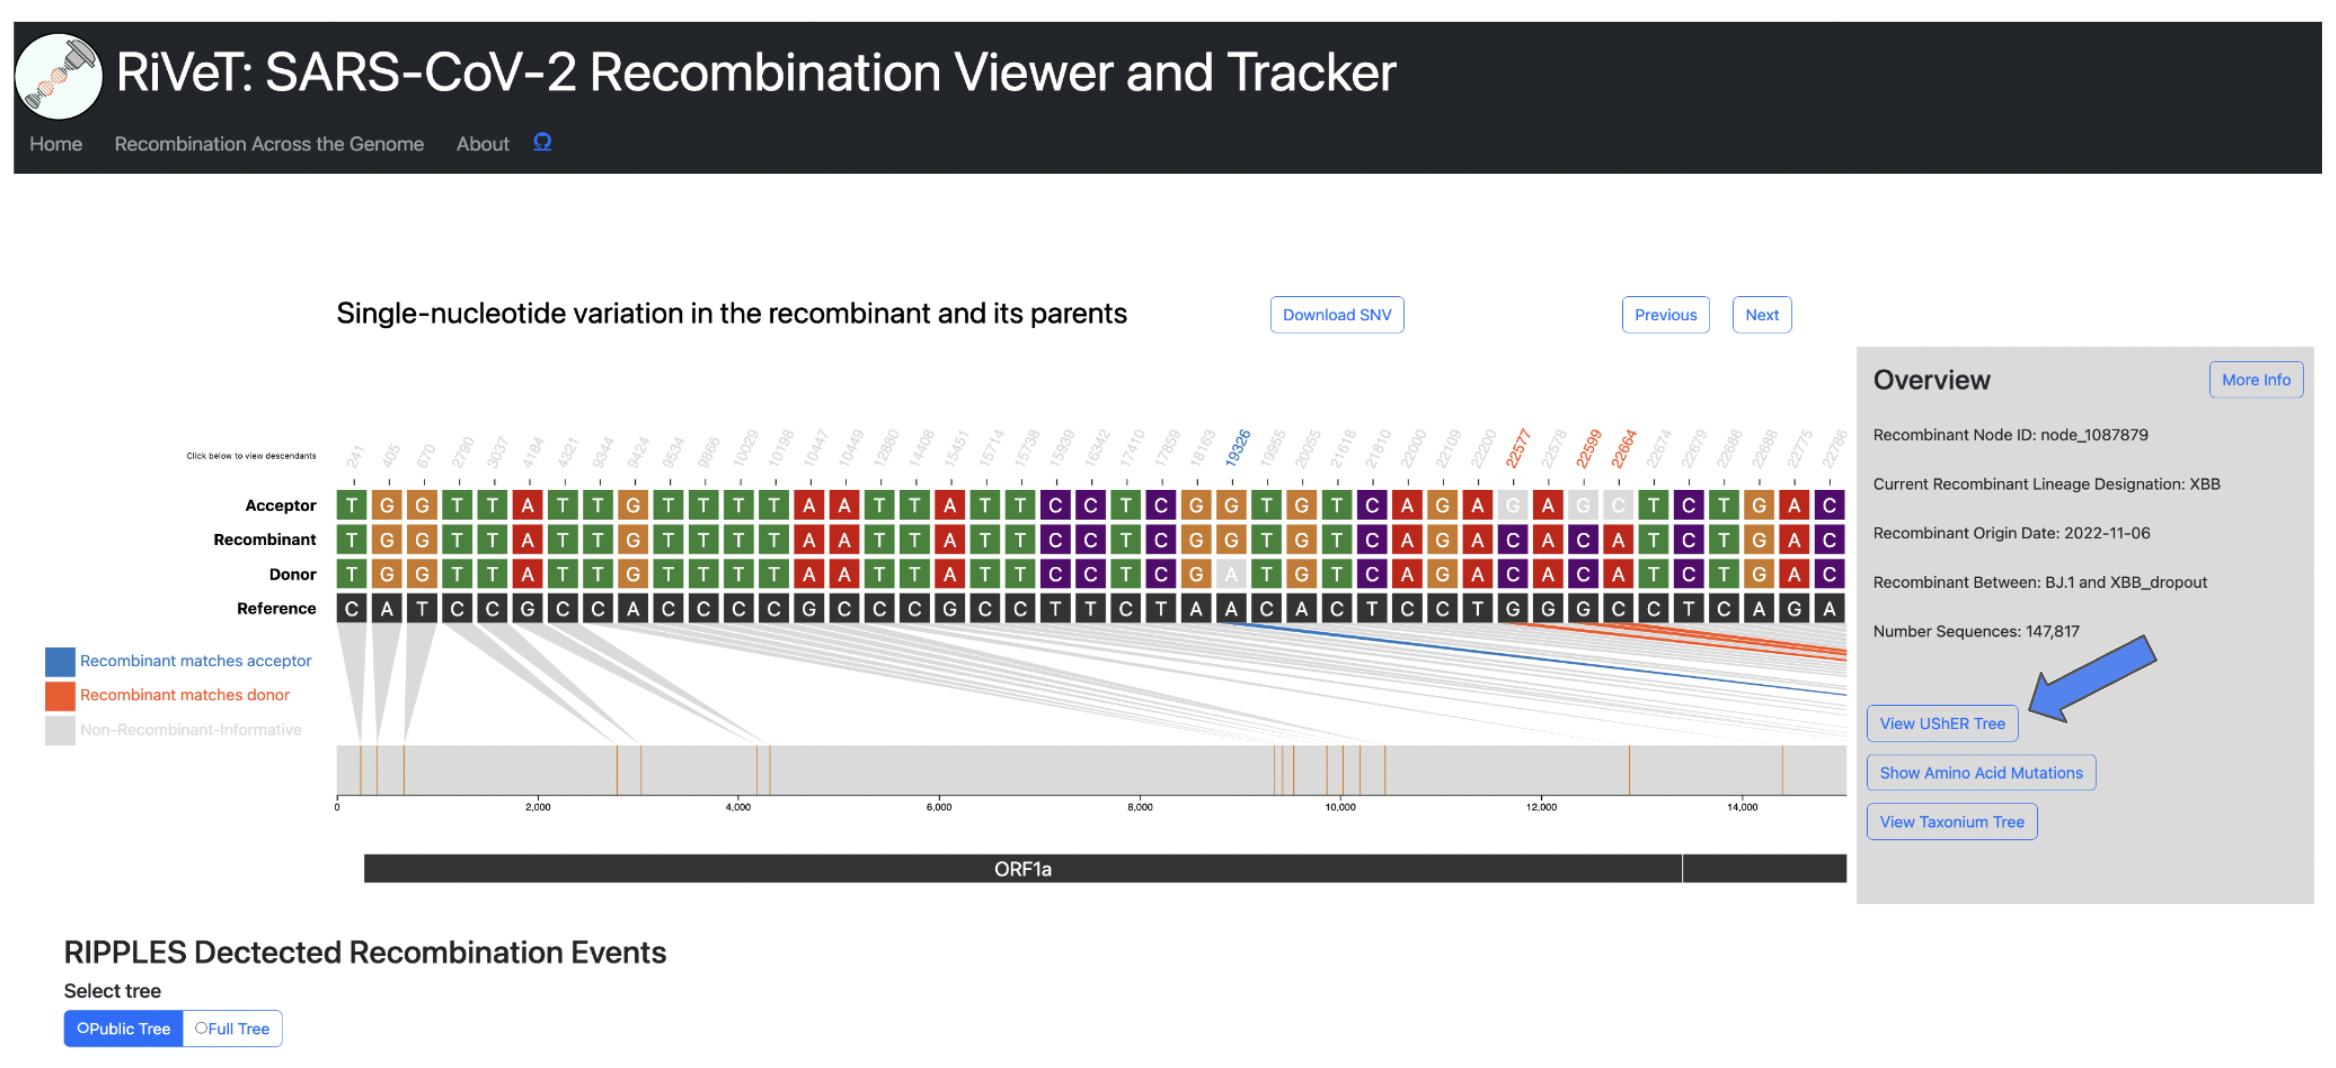 RiVeT: SARS-CoV-2 Recombination Viewer and Tracker
Home Recombination Across the Genome About
Single-nucleotide variation in the recombinant and its parents Download SNV Previous Next
Overview More Info
Click below to view descendants 241 405 670 2790 3037 4184 4321 9344 9424 9534 9866 10029 10198 10447 10449 12880 14408 15451 15714 15738 15939 16342 17410 17859 18163 19326 19955 20055 21618 21810 22000 22109 22200 22577 22578 22599 22664 22674 22679 22686 22688 22775 22786
Acceptor T G G T T A T T G T T T T A A T T A T T C C T C G G T G T C A G A G A G C T C T G A C
Recombinant T G G T T A T T G T T T T A A T T A T T C C T C G G T G T C A G A C A C A T C T G A C
Donor T G G T T A T T G T T T T A A T T A T T C C T C G A T G T C A G A C A C A T C T G A C
Reference C A T C C G C C A C C C C G C C C G C C T T C T A A C A C T C C T G G G C C T C A G A
Recombinant matches acceptor
Recombinant matches donor
Non-Recombinant-Informative
0 2,000 4,000 6,000 8,000 10,000 12,000 14,000
ORF1a
Recombinant Node ID: node_1087879
Current Recombinant Lineage Designation: XBB
Recombinant Origin Date: 2022-11-06
Recombinant Between: BJ.1 and XBB_dropout
Number Sequences: 147,817
View UShER Tree
Show Amino Acid Mutations
View Taxonium Tree
RIPPLES Dectected Recombination Events
Select tree
Public Tree Full Tree